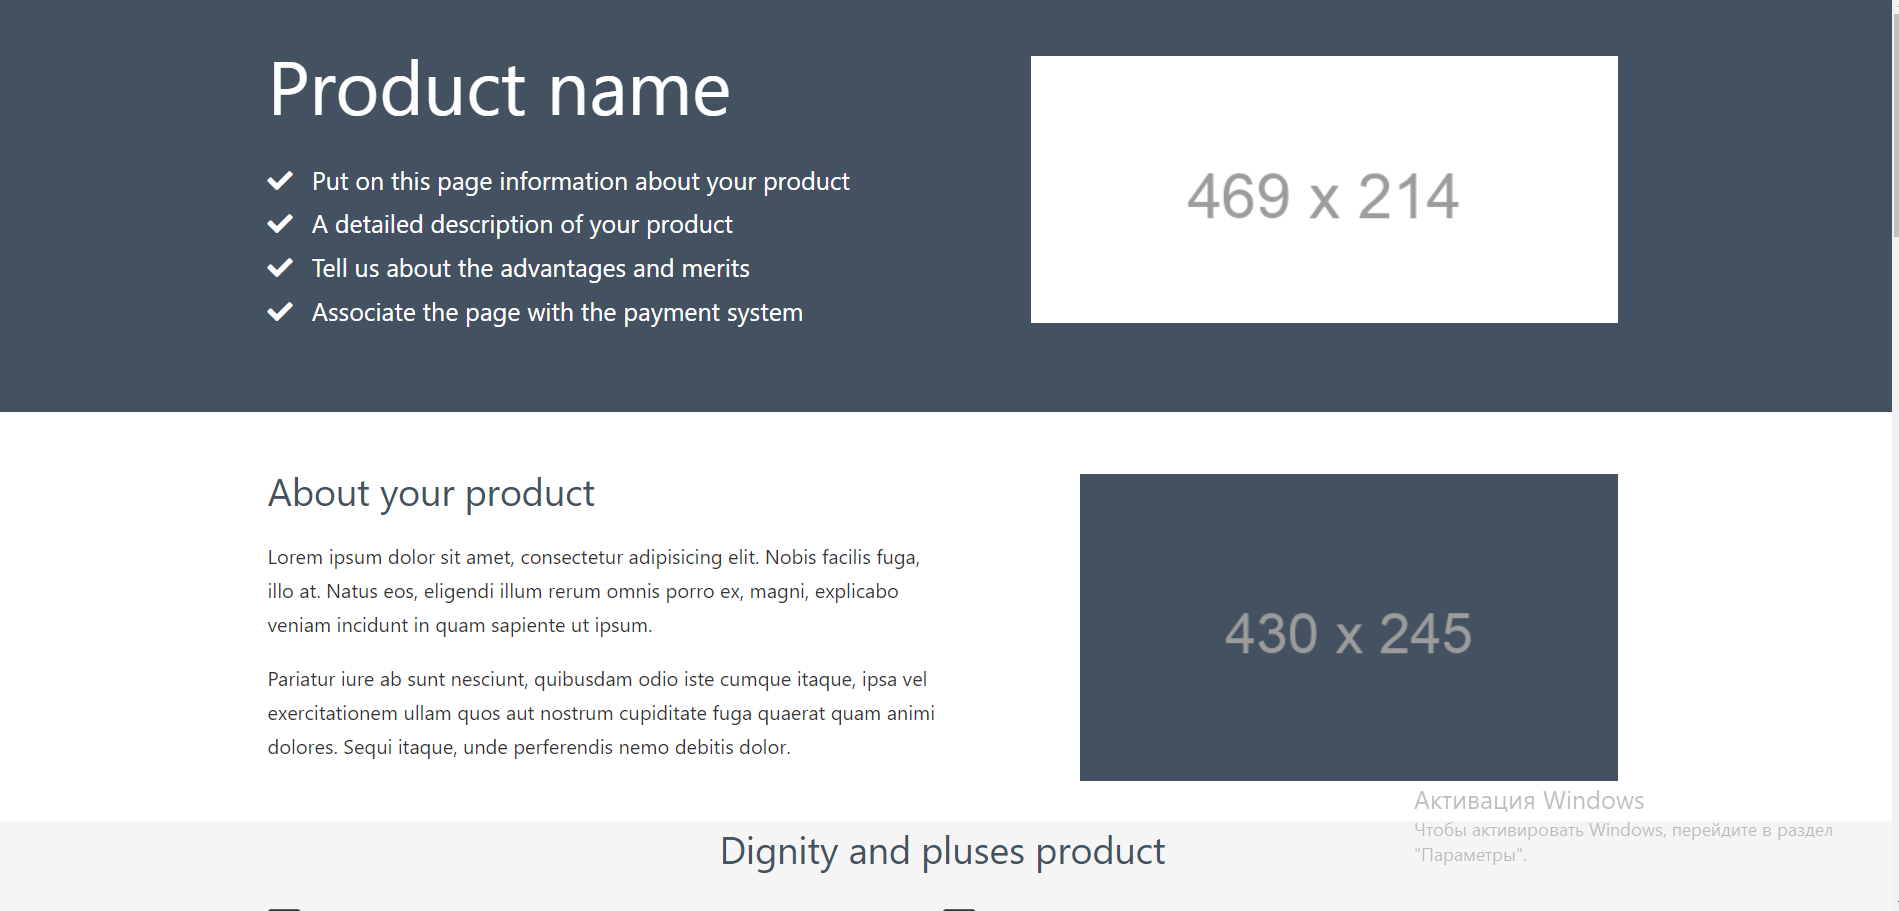 Product name
Put on this page information about your product
A detailed description of your product
Tell us about the advantages and merits
Associate the page with the payment system
469 x 214
About your product
Lorem ipsum dolor sit amet, consectetur adipisicing elit. Nobis facilis fuga,
illo at. Natus eos, eligendi illum rerum omnis porro ex, magni, explicabo
veniam incidunt in quam sapiente ut ipsum.
Pariatur iure ab sunt nesciunt, quibusdam odio iste cumque itaque, ipsa vel
exercitationem ullam quos aut nostrum cupiditate fuga quaerat quam animi
dolores. Sequi itaque, unde perferendis nemo debitis dolor.
430 x 245
Dignity and pluses product
Активация Windows
Чтобы активировать Windows, перейдите в раздел
"Параметры".